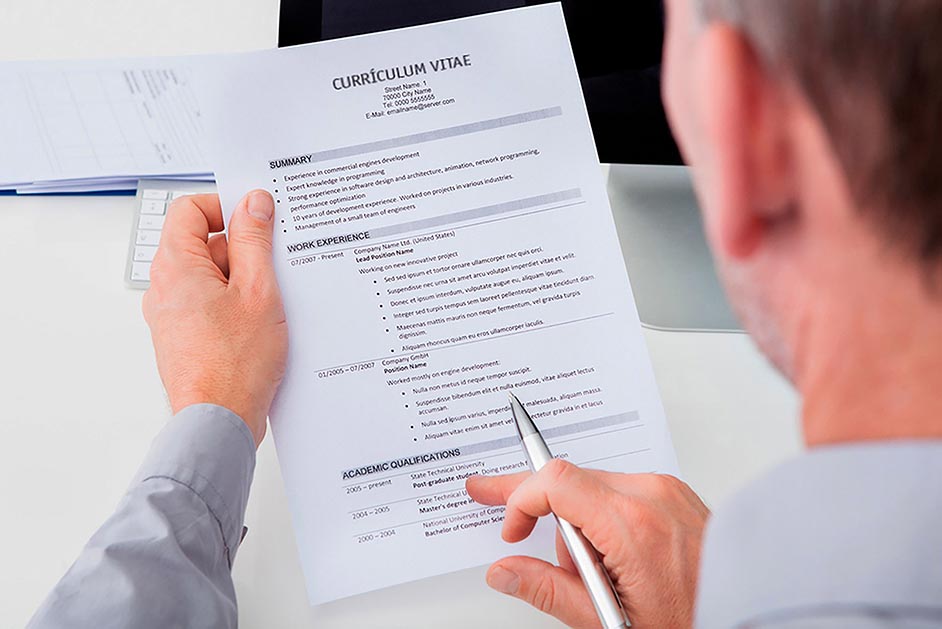 CURRÍCULUM VITAE
Street Name, 1
70000 City Name
Tel: 0000 5555555
E-Mail: emailname@server.com
SUMMARY
• Experience in commercial engines development
• Expert knowledge in programming
• Strong experience in software design and architecture, animation, network programming,
performance optimization
• 10 years of development experience. Worked on projects in various industries.
• Management of a small team of engineers
WORK EXPERIENCE
07/2007 - Present Company Name Ltd. (United States)
Lead Position Name
Working on new innovative project
• Sed sed ipsum et tortor ornare ullamcorper nec quis orci.
• Suspendisse nec urna sit amet arcu volutpat imperdiet vitae et velit.
• Donec et ipsum interdum, vulputate augue eu, aliquam ipsum.
• Integer sed turpis tempus sem laoreet pellentesque vitae tincidunt diam.
• Maecenas mattis mauris non neque fermentum, vel gravida turpis
dignissim.
• Aliquam rhoncus quam eu eros ullamcorper iaculis.
01/2005 – 07/2007 Company GmbH
Position Name
Worked mostly on engine development:
• Nulla non metus id neque tempor suscipit.
• Suspendisse bibendum elit et nulla euismod, vitae aliquet lectus
accumsan.
• Nulla sed ipsum varius, malesuada, aliquam massa.
• Aliquam vitae enim sit amet gravida in et lacus
ACADEMIC QUALIFICATIONS
2005 – present State Technical University
Post-graduate student. Doing research
2004 – 2005 State Technical
Master's degree in
2000 – 2004 National University of
Bachelor of Computer